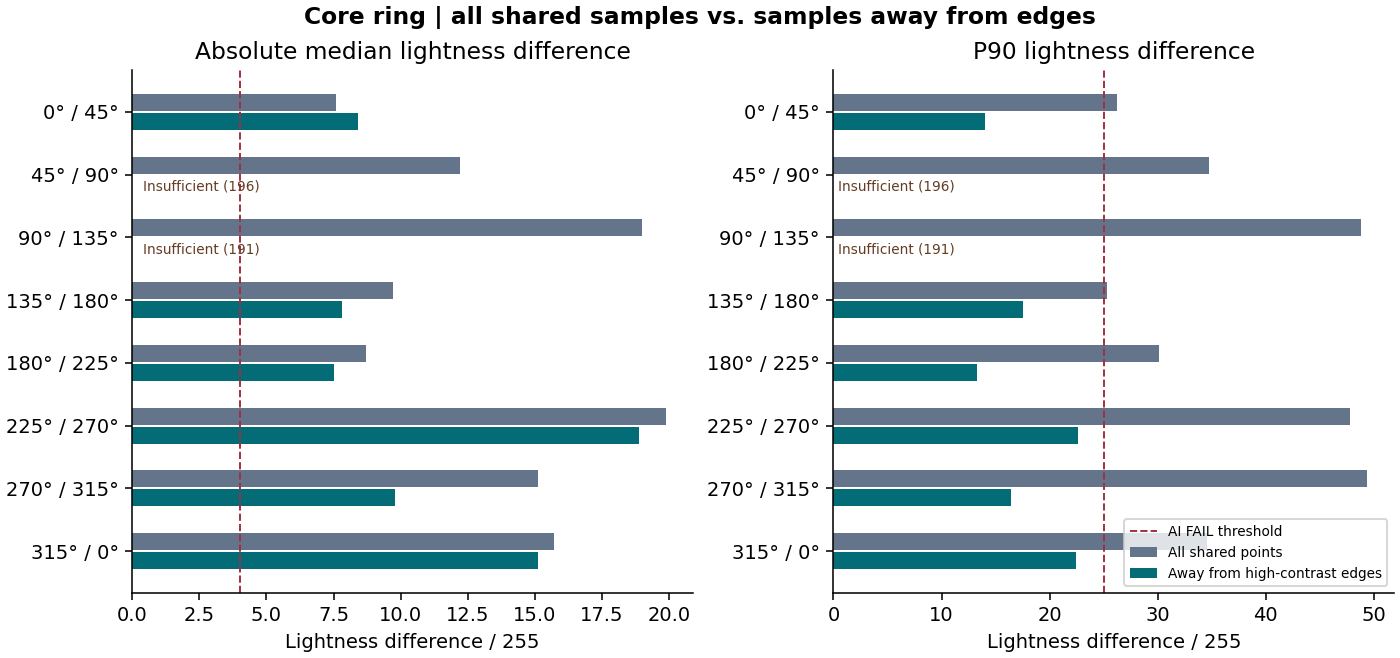 Core ring | all shared samples vs. samples away from edges
Absolute median lightness difference
0° / 45°
45° / 90°
Insufficient (196)
90° / 135°
Insufficient (191)
135° / 180°
180° / 225°
225° / 270°
270° / 315°
315° / 0°
0.0 2.5 5.0 7.5 10.0 12.5 15.0 17.5 20.0
Lightness difference / 255
P90 lightness difference
0° / 45°
45° / 90°
Insufficient (196)
90° / 135°
Insufficient (191)
135° / 180°
180° / 225°
225° / 270°
270° / 315°
315° / 0°
AI FAIL threshold
All shared points
Away from high-contrast edges
0 10 20 30 40 50
Lightness difference / 255